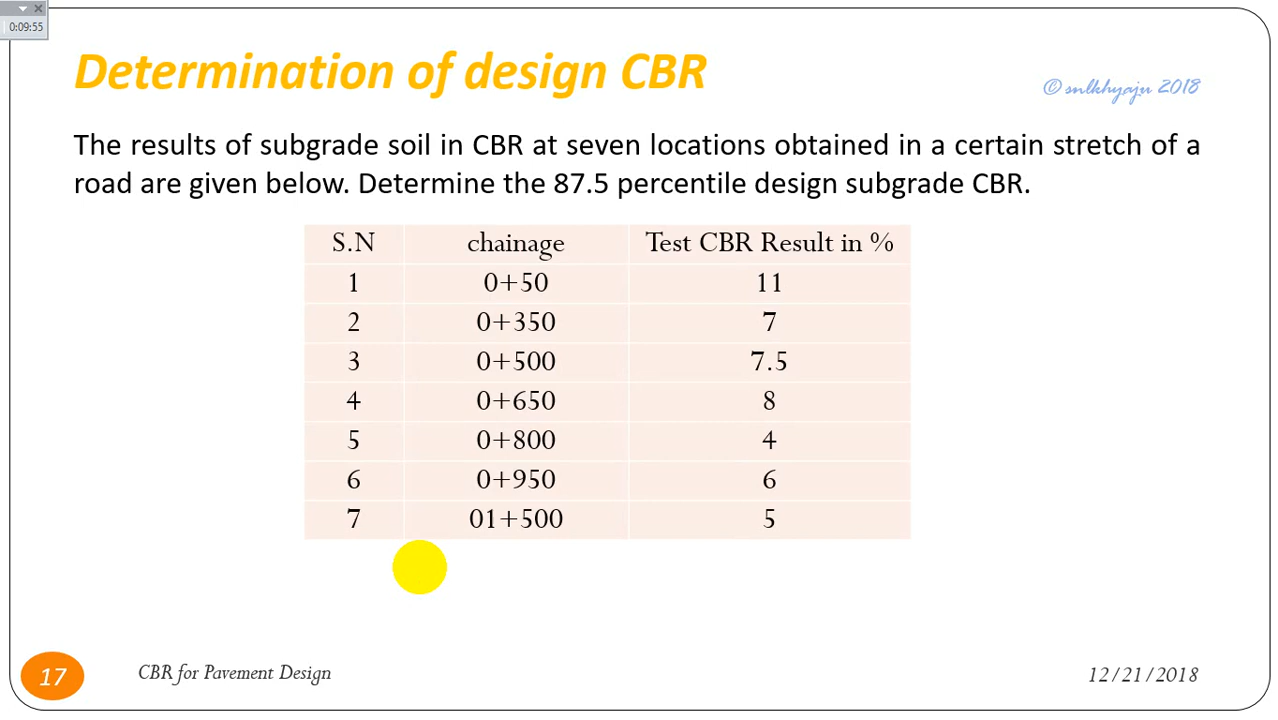 0:09:55
Determination of design CBR
© snlkhyaju 2018
The results of subgrade soil in CBR at seven locations obtained in a certain stretch of a
road are given below. Determine the 87.5 percentile design subgrade CBR.
S.N chainage Test CBR Result in %
1 0+50 11
2 0+350 7
3 0+500 7.5
4 0+650 8
5 0+800 4
6 0+950 6
7 01+500 5
17 CBR for Pavement Design 12/21/2018